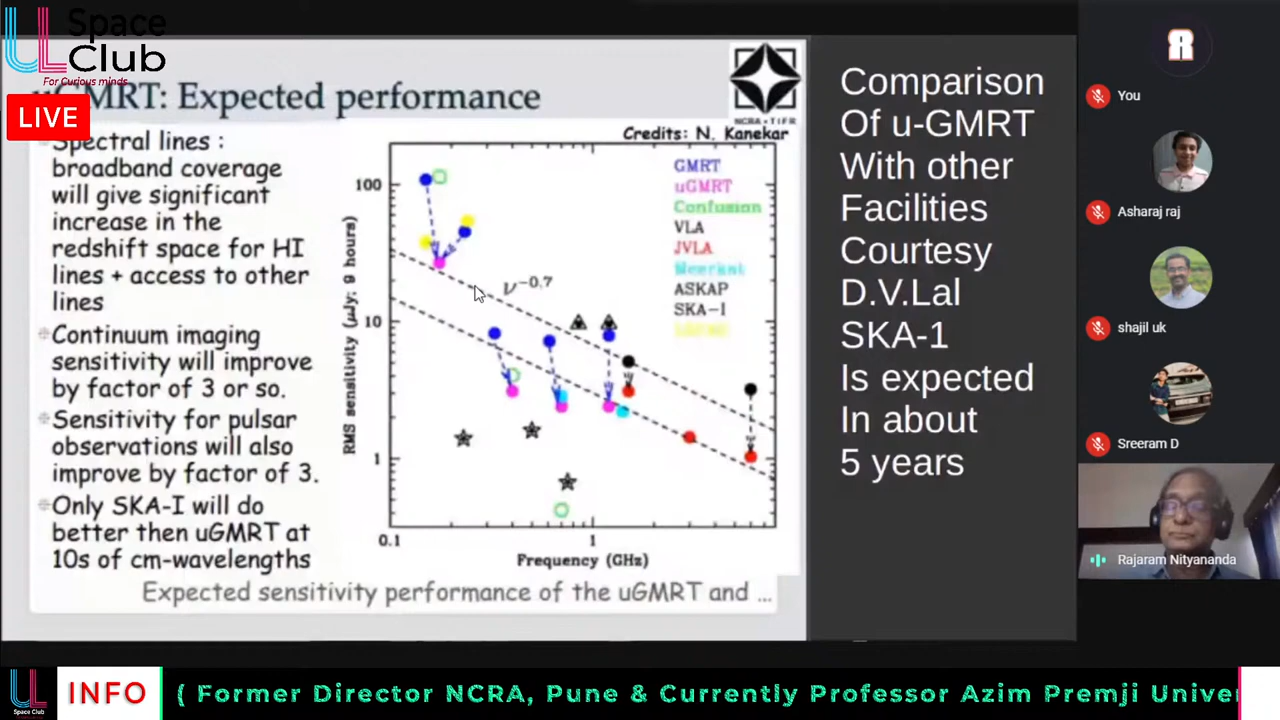 Space
Club
For Curious minds
LIVE
uGMRT: Expected performance
NCRA • TIFR
Spectral lines :
broadband coverage
will give significant
increase in the
redshift space for HI
lines + access to other
lines
Continuum imaging
sensitivity will improve
by factor of 3 or so.
Sensitivity for pulsar
observations will also
improve by factor of 3.
Only SKA-I will do
better then uGMRT at
10s of cm-wavelengths
Credits: N. Kanekar
RMS sensitivity (μJy; 9 hours)
100
10
1
ν−0.7
GMRT
uGMRT
Confusion
VLA
JVLA
Meerkat
ASKAP
SKA-I
0.1
1
Frequency (GHz)
Expected sensitivity performance of the uGMRT and ...
Comparison
Of u-GMRT
With other
Facilities
Courtesy
D.V.Lal
SKA-1
Is expected
In about
5 years
You
Asharaj raj
shajil uk
Sreeram D
Rajaram Nityananda
Space Club
INFO
( Former Director NCRA, Pune & Currently Professor Azim Premji Univer